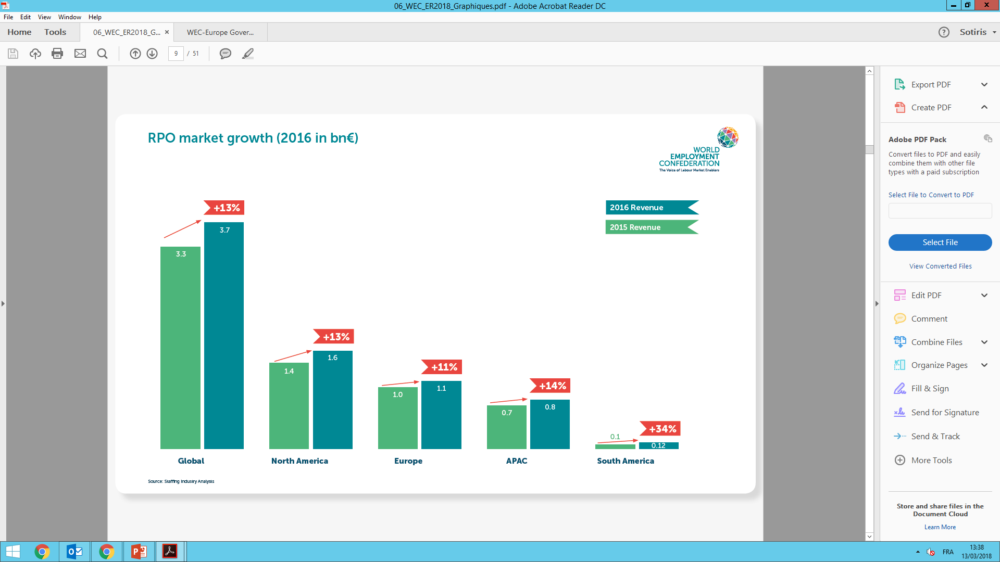 06_WEC_ER2018_Graphiques.pdf - Adobe Acrobat Reader DC
File Edit View Window Help
Home Tools 06_WEC_ER2018_G... × WEC-Europe Gover... Sotiris
9 / 51
Export PDF
Create PDF
Adobe PDF Pack
Convert files to PDF and easily
combine them with other file
types with a paid subscription
Select File to Convert to PDF
Select File
View Converted Files
Edit PDF
Comment
Combine Files
Organize Pages
Fill & Sign
Send for Signature
Send & Track
More Tools
Store and share files in the
Document Cloud
Learn More
RPO market growth (2016 in bn€)
WORLD
EMPLOYMENT
CONFEDERATION
The Voice of Labour Market Enablers
2016 Revenue
2015 Revenue
+13%
3.3
3.7
Global
+13%
1.4
1.6
North America
+11%
1.0
1.1
Europe
+14%
0.7
0.8
APAC
+34%
0.1
0.12
South America
Source: Staffing Industry Analysts
FRA
13:38
13/03/2018